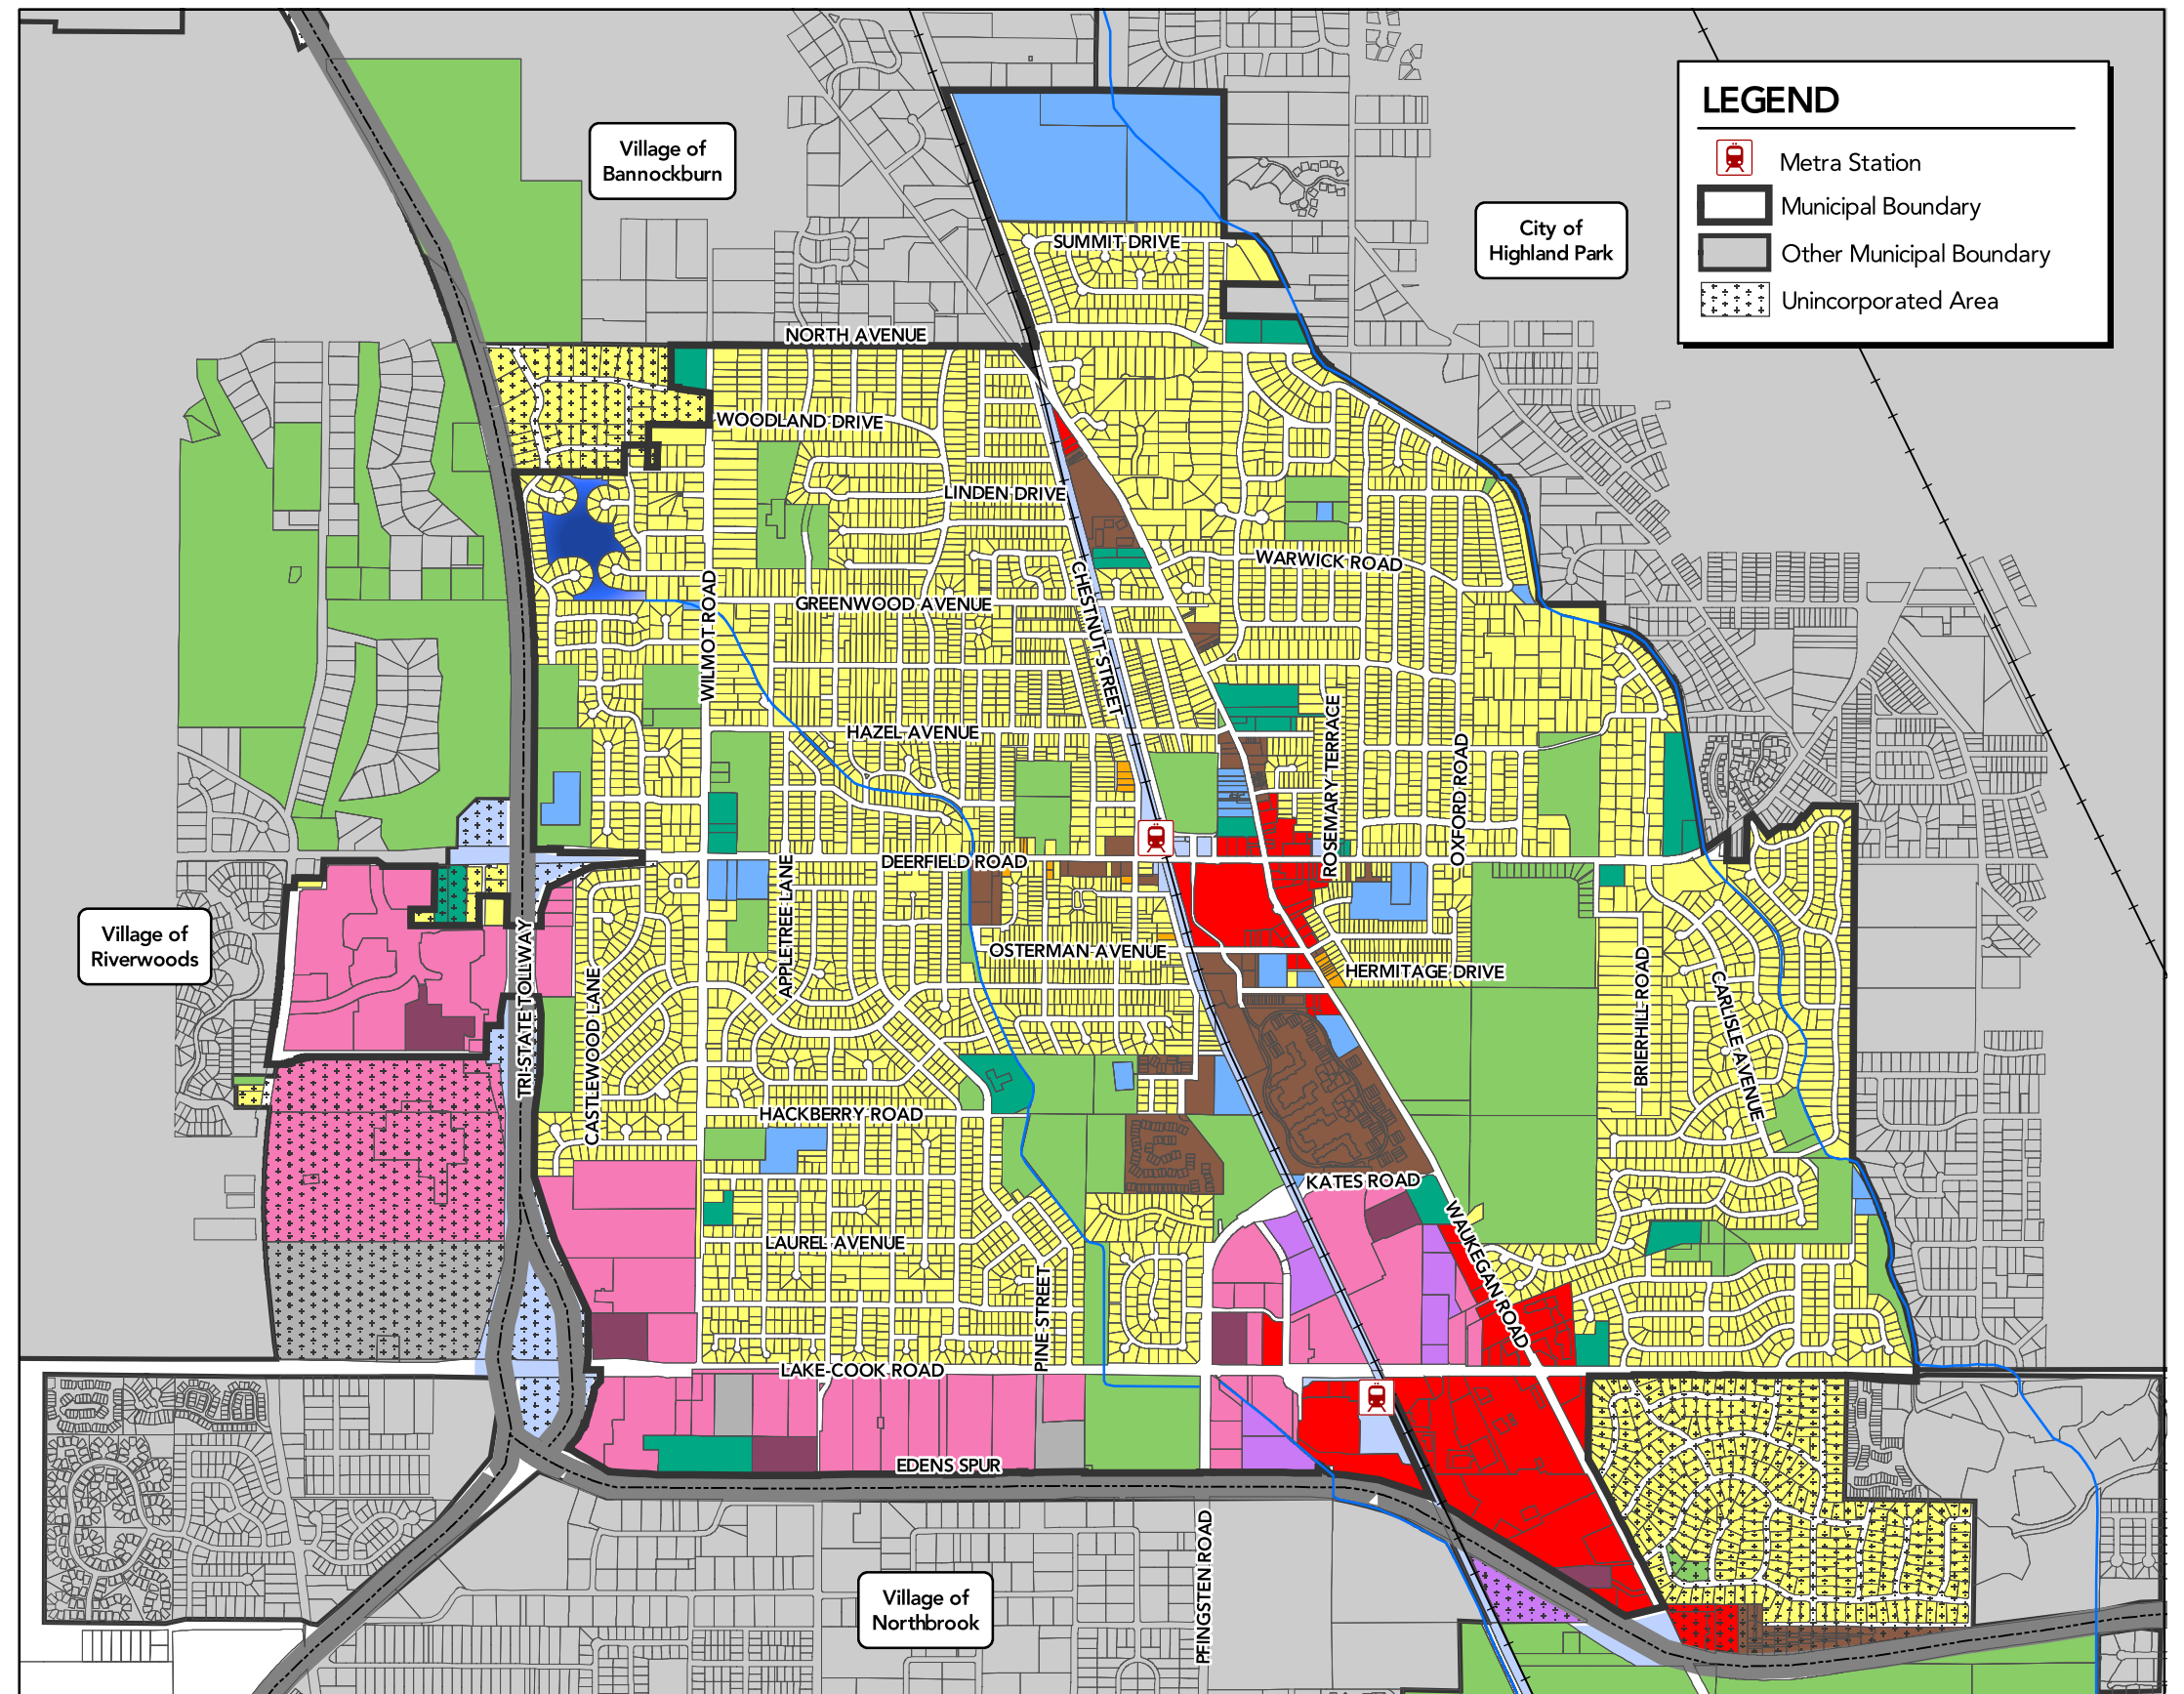 LEGEND
Metra Station
Municipal Boundary
Other Municipal Boundary
Unincorporated Area
Village of
Bannockburn
City of
Highland Park
SUMMIT DRIVE
NORTH AVENUE
WOODLAND DRIVE
LINDEN DRIVE
WARWICK ROAD
CHESTNUT STREET
GREENWOOD AVENUE
WILMOT ROAD
HAZEL AVENUE
ROSEMARY TERRACE
OXFORD ROAD
DEERFIELD ROAD
APPLETREE LANE
Village of
Riverwoods
TRI-STATE TOLLWAY
OSTERMAN AVENUE
HERMITAGE DRIVE
CASTLEWOOD LANE
BRIERHILL ROAD
CARLISLE AVENUE
HACKBERRY ROAD
KATES ROAD
WAUKEGAN ROAD
LAUREL AVENUE
PINE STREET
LAKE-COOK ROAD
EDENS SPUR
PFINGSTEN ROAD
Village of
Northbrook